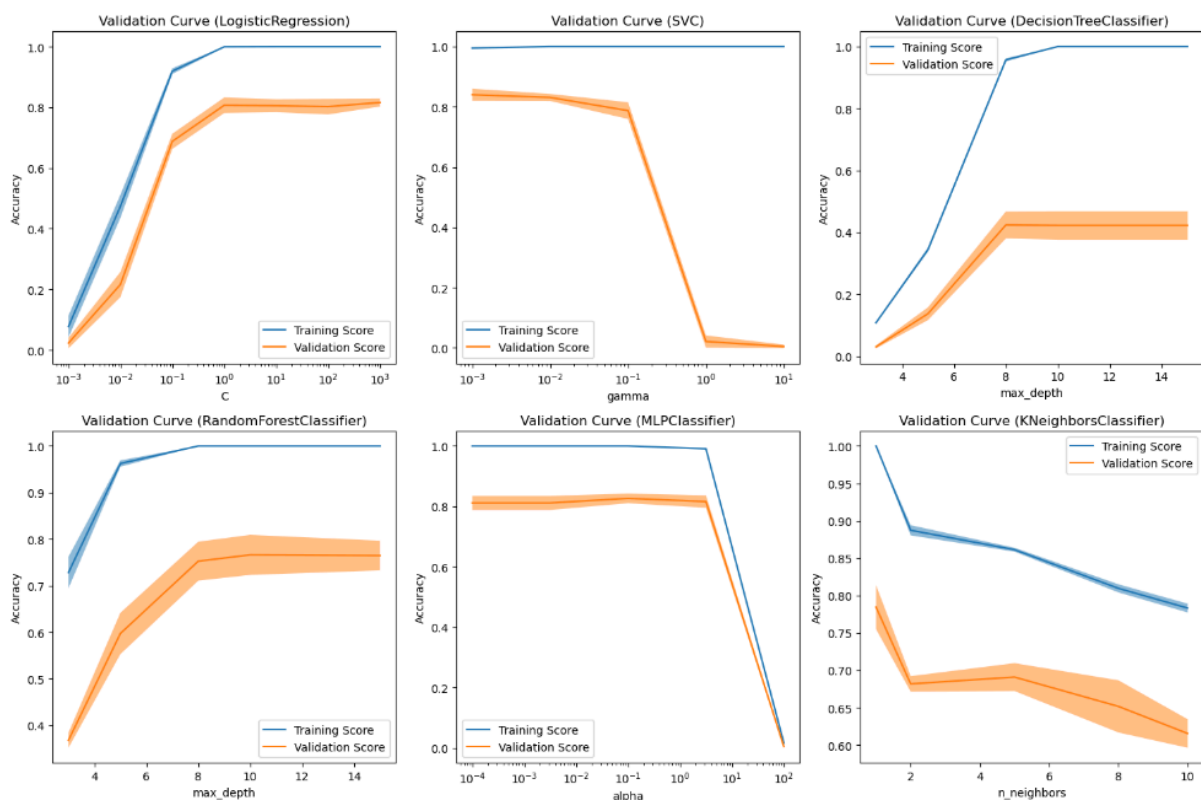 Validation Curve (LogisticRegression)
1.0
0.8
0.6
0.4
0.2
0.0
Accuracy
Training Score
Validation Score
10⁻³ 10⁻² 10⁻¹ 10⁰ 10¹ 10² 10³
C
Validation Curve (SVC)
1.0
0.8
0.6
0.4
0.2
0.0
Accuracy
Training Score
Validation Score
10⁻³ 10⁻² 10⁻¹ 10⁰ 10¹
gamma
Validation Curve (DecisionTreeClassifier)
Training Score
Validation Score
1.0
0.8
0.6
0.4
0.2
0.0
Accuracy
4 6 8 10 12 14
max_depth
Validation Curve (RandomForestClassifier)
1.0
0.9
0.8
0.7
0.6
0.5
0.4
Accuracy
Training Score
Validation Score
4 6 8 10 12 14
max_depth
Validation Curve (MLPClassifier)
1.0
0.8
0.6
0.4
0.2
0.0
Accuracy
Training Score
Validation Score
10⁻⁴ 10⁻³ 10⁻² 10⁻¹ 10⁰ 10¹ 10²
alpha
Validation Curve (KNeighborsClassifier)
Training Score
Validation Score
1.00
0.95
0.90
0.85
0.80
0.75
0.70
0.65
0.60
Accuracy
2 4 6 8 10
n_neighbors